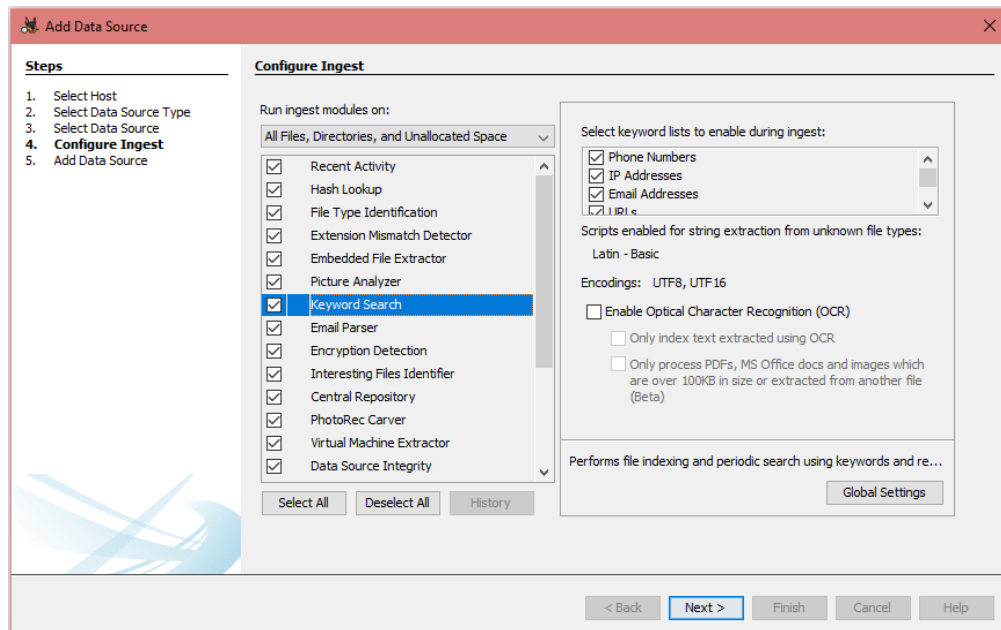 Add Data Source
Steps
1. Select Host
2. Select Data Source Type
3. Select Data Source
4. Configure Ingest
5. Add Data Source
Configure Ingest
Run ingest modules on:
All Files, Directories, and Unallocated Space
Recent Activity
Hash Lookup
File Type Identification
Extension Mismatch Detector
Embedded File Extractor
Picture Analyzer
Keyword Search
Email Parser
Encryption Detection
Interesting Files Identifier
Central Repository
PhotoRec Carver
Virtual Machine Extractor
Data Source Integrity
Select All Deselect All History
Select keyword lists to enable during ingest:
Phone Numbers
IP Addresses
Email Addresses
URLs
Scripts enabled for string extraction from unknown file types:
Latin - Basic
Encodings: UTF8, UTF16
Enable Optical Character Recognition (OCR)
Only index text extracted using OCR
Only process PDFs, MS Office docs and images which
are over 100KB in size or extracted from another file
(Beta)
Performs file indexing and periodic search using keywords and re...
Global Settings
< Back Next > Finish Cancel Help